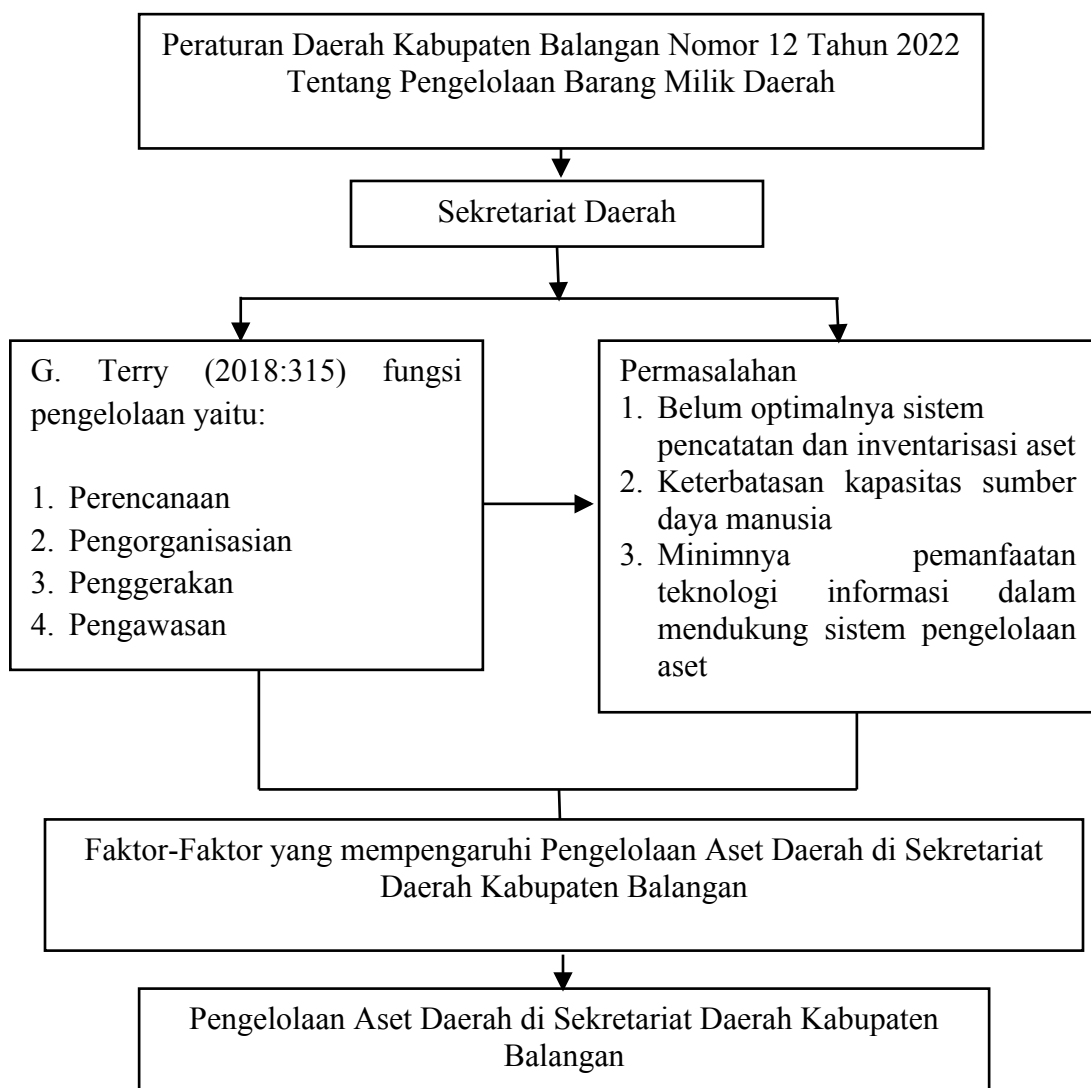 Peraturan Daerah Kabupaten Balangan Nomor 12 Tahun 2022
Tentang Pengelolaan Barang Milik Daerah
Sekretariat Daerah
G. Terry (2018:315) fungsi
pengelolaan yaitu:
1. Perencanaan
2. Pengorganisasian
3. Penggerakan
4. Pengawasan
Permasalahan
1. Belum optimalnya sistem
pencatatan dan inventarisasi aset
2. Keterbatasan kapasitas sumber
daya manusia
3. Minimnya pemanfaatan
teknologi informasi dalam
mendukung sistem pengelolaan
aset
Faktor-Faktor yang mempengaruhi Pengelolaan Aset Daerah di Sekretariat
Daerah Kabupaten Balangan
Pengelolaan Aset Daerah di Sekretariat Daerah Kabupaten
Balangan